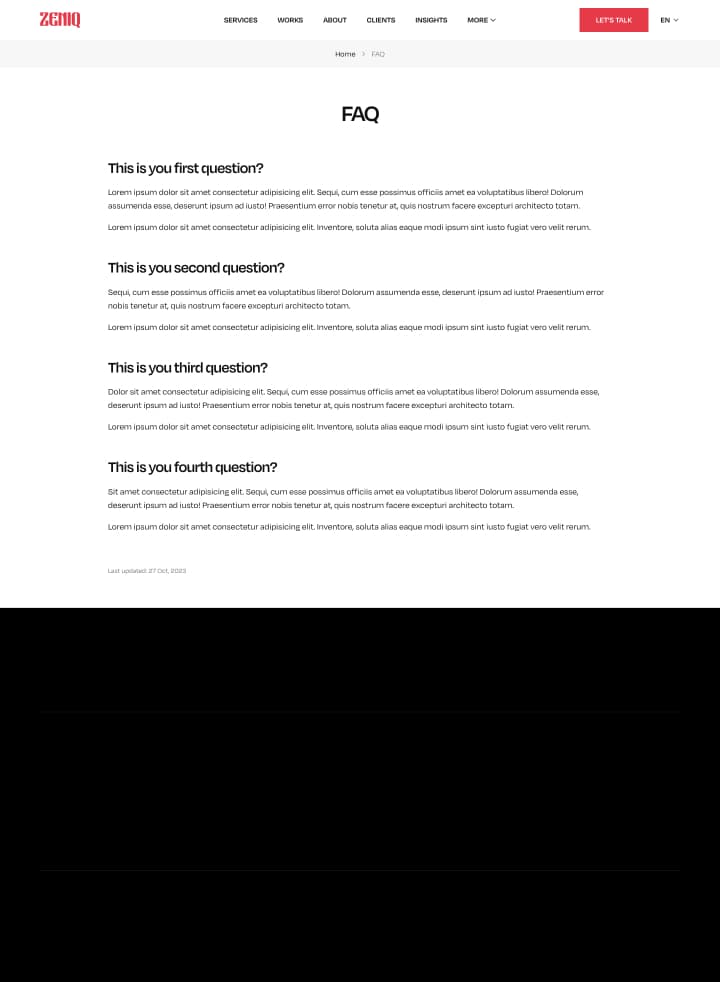 ZEMIQ
SERVICES WORKS ABOUT CLIENTS INSIGHTS MORE LET'S TALK EN
Home > FAQ
FAQ
This is you first question?
Lorem ipsum dolor sit amet consectetur adipisicing elit. Sequi, cum esse possimus officiis amet ea voluptatibus libero! Dolorum
assumenda esse, deserunt ipsum ad iusto! Praesentium error nobis tenetur at, quis nostrum facere excepturi architecto totam.
Lorem ipsum dolor sit amet consectetur adipisicing elit. Inventore, soluta alias eaque modi ipsum sint iusto fugiat vero velit rerum.
This is you second question?
Sequi, cum esse possimus officiis amet ea voluptatibus libero! Dolorum assumenda esse, deserunt ipsum ad iusto! Praesentium error
nobis tenetur at, quis nostrum facere excepturi architecto totam.
Lorem ipsum dolor sit amet consectetur adipisicing elit. Inventore, soluta alias eaque modi ipsum sint iusto fugiat vero velit rerum.
This is you third question?
Dolor sit amet consectetur adipisicing elit. Sequi, cum esse possimus officiis amet ea voluptatibus libero! Dolorum assumenda esse,
deserunt ipsum ad iusto! Praesentium error nobis tenetur at, quis nostrum facere excepturi architecto totam.
Lorem ipsum dolor sit amet consectetur adipisicing elit. Inventore, soluta alias eaque modi ipsum sint iusto fugiat vero velit rerum.
This is you fourth question?
Sit amet consectetur adipisicing elit. Sequi, cum esse possimus officiis amet ea voluptatibus libero! Dolorum assumenda esse,
deserunt ipsum ad iusto! Praesentium error nobis tenetur at, quis nostrum facere excepturi architecto totam.
Lorem ipsum dolor sit amet consectetur adipisicing elit. Inventore, soluta alias eaque modi ipsum sint iusto fugiat vero velit rerum.
Last updated: 27 Oct, 2023